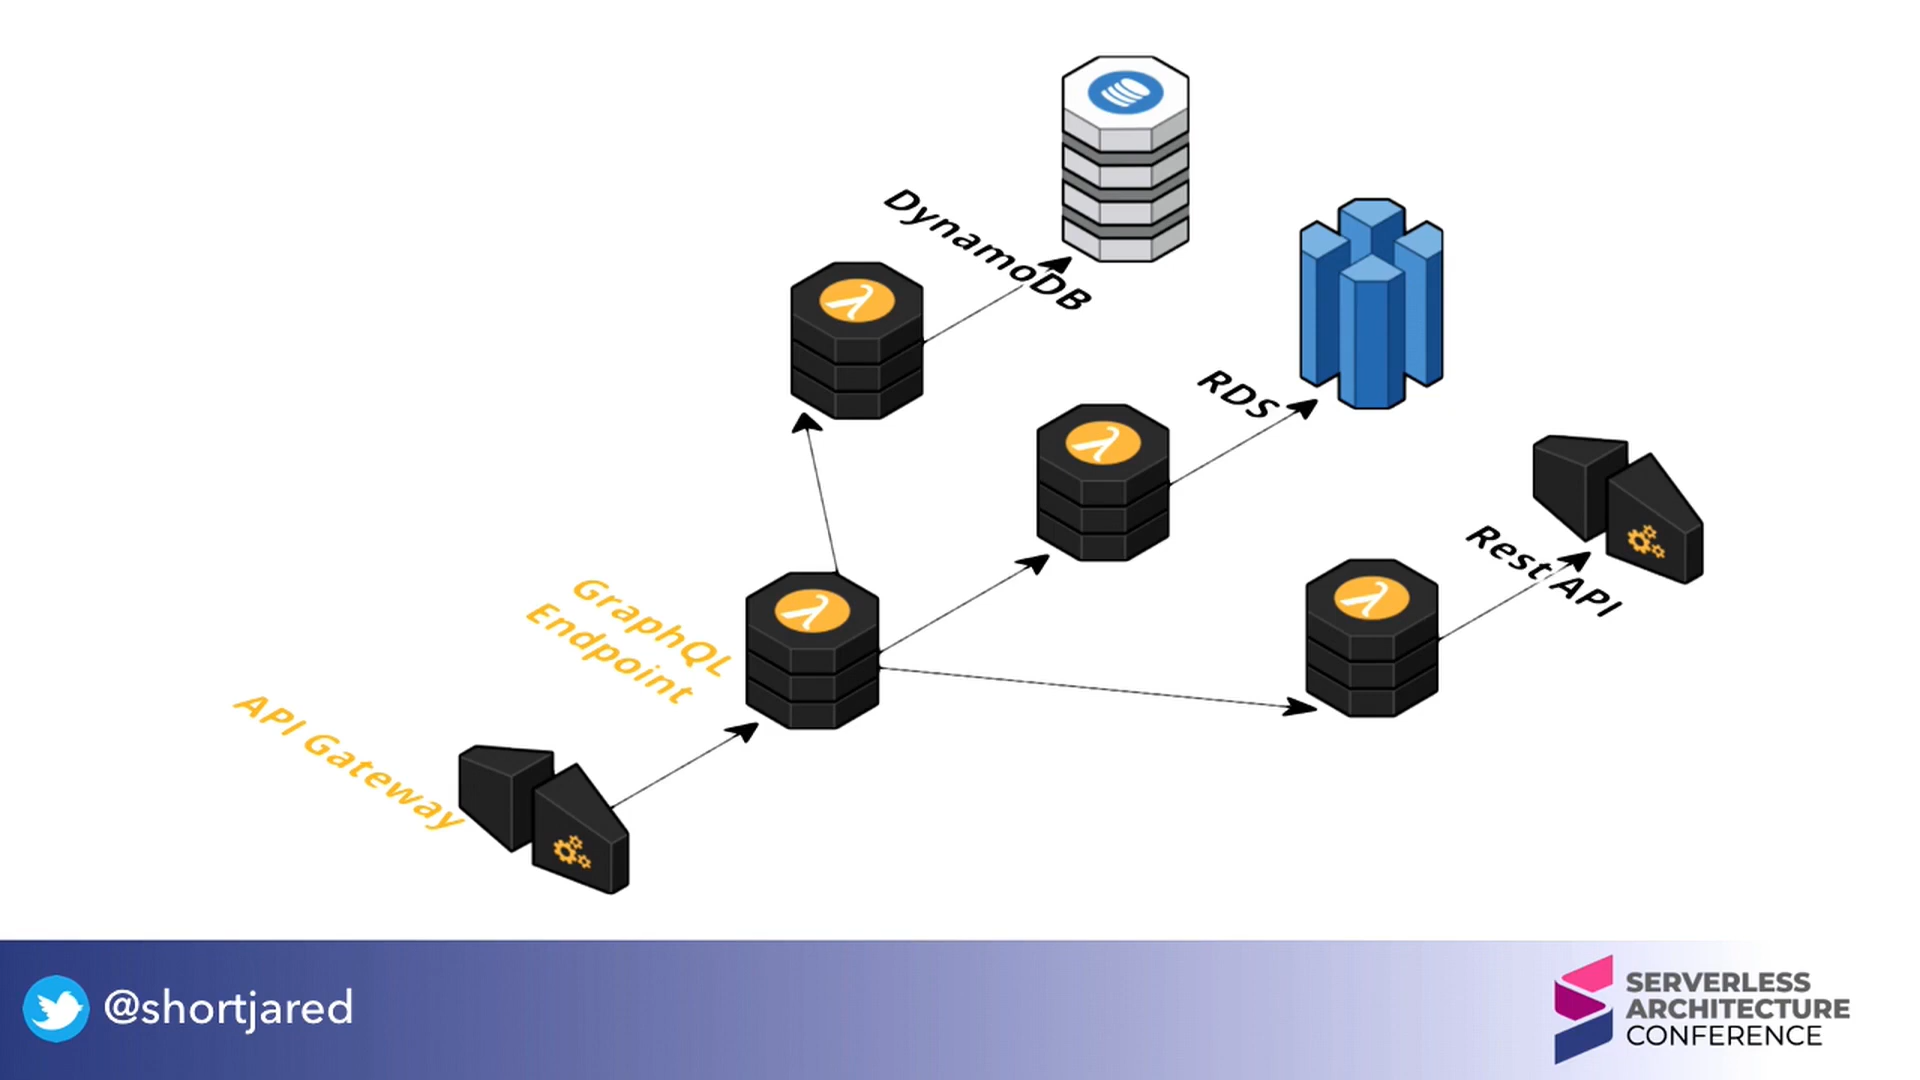 DynamoDB
RDS
Rest API
GraphQL
Endpoint
API Gateway
@shortjared
SERVERLESS
ARCHITECTURE
CONFERENCE